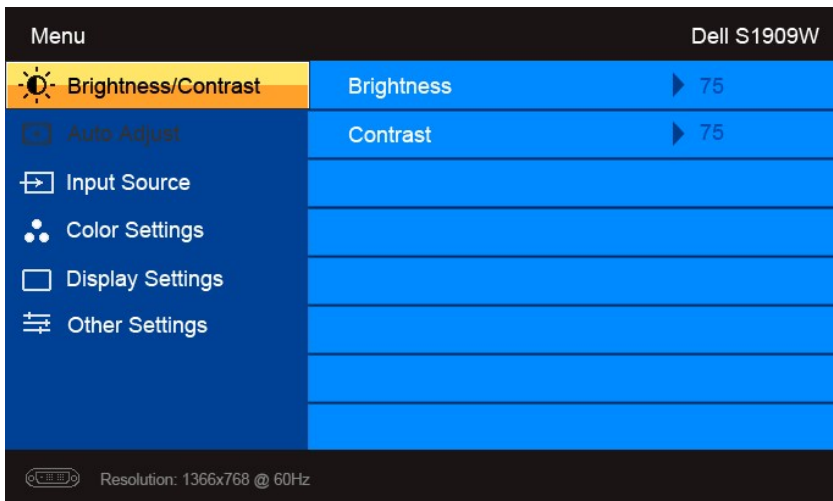 Menu Dell S1909W
Brightness/Contrast Brightness 75
Auto Adjust Contrast 75
Input Source
Color Settings
Display Settings
Other Settings
Resolution: 1366x768 @ 60Hz